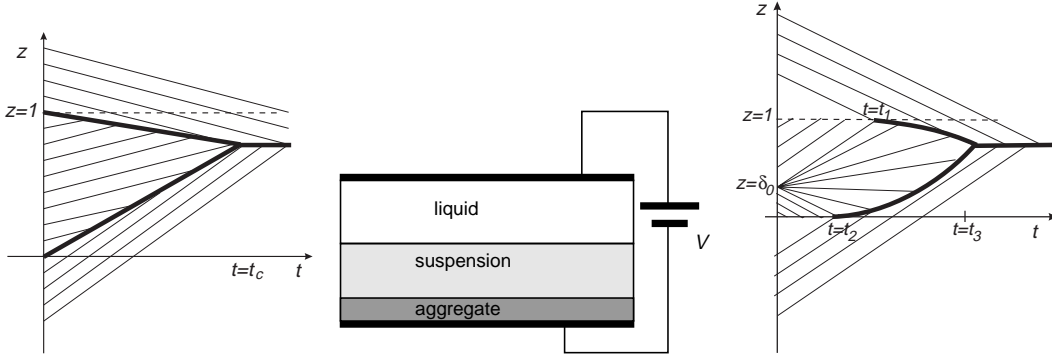 z
z=1
t=t_c
t
liquid
suspension
aggregate
V
z
t=t_1
z=1
z=δ_0
t=t_2
t=t_3
t